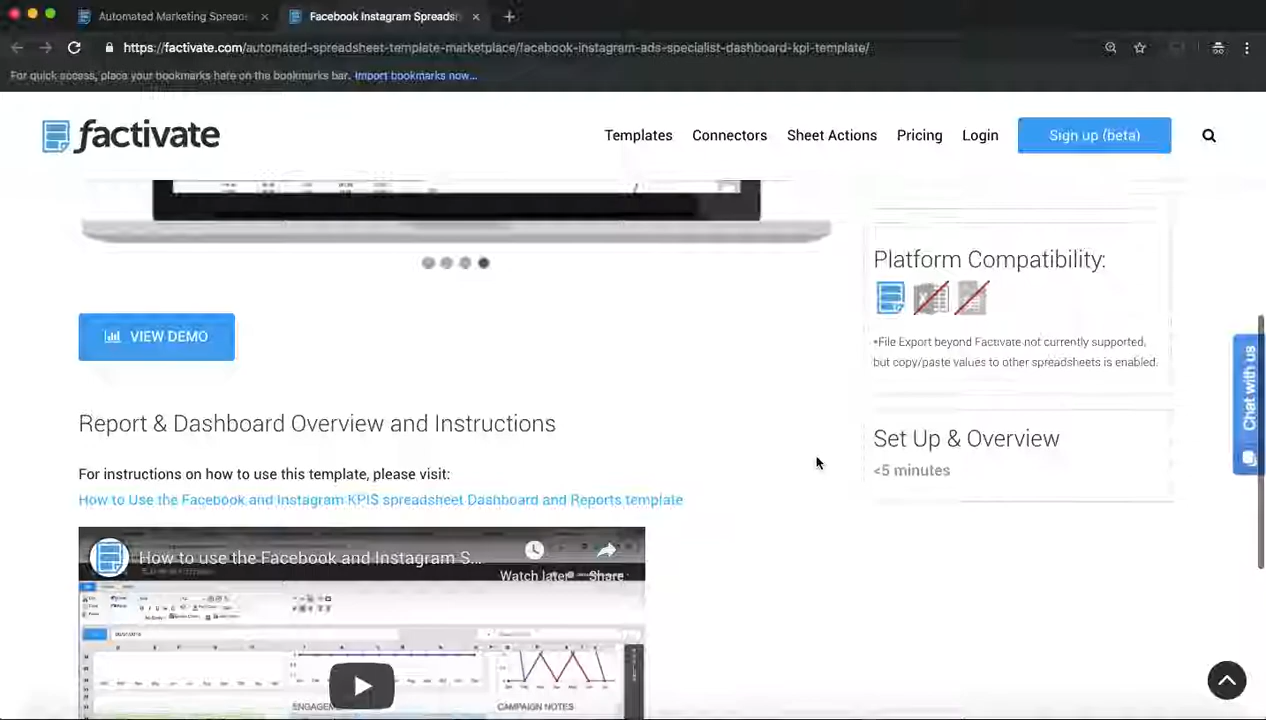 Automated Marketing Spreads
Facebook Instagram Spreadsh
https://factivate.com/automated-spreadsheet-template-marketplace/facebook-instagram-ads-specialist-dashboard-kpi-template/
For quick access, place your bookmarks here on the bookmarks bar. Import bookmarks now...
factivate
Templates
Connectors
Sheet Actions
Pricing
Login
Sign up (beta)
Platform Compatibility:
*File Export beyond Factivate not currently supported,
but copy/paste values to other spreadsheets is enabled.
VIEW DEMO
Chat with us
Report & Dashboard Overview and Instructions
Set Up & Overview
<5 minutes
For instructions on how to use this template, please visit:
How to Use the Facebook and Instagram KPIS spreadsheet Dashboard and Reports template
How to use the Facebook and Instagram S...
Watch later
Share
CAMPAIGN NOTES